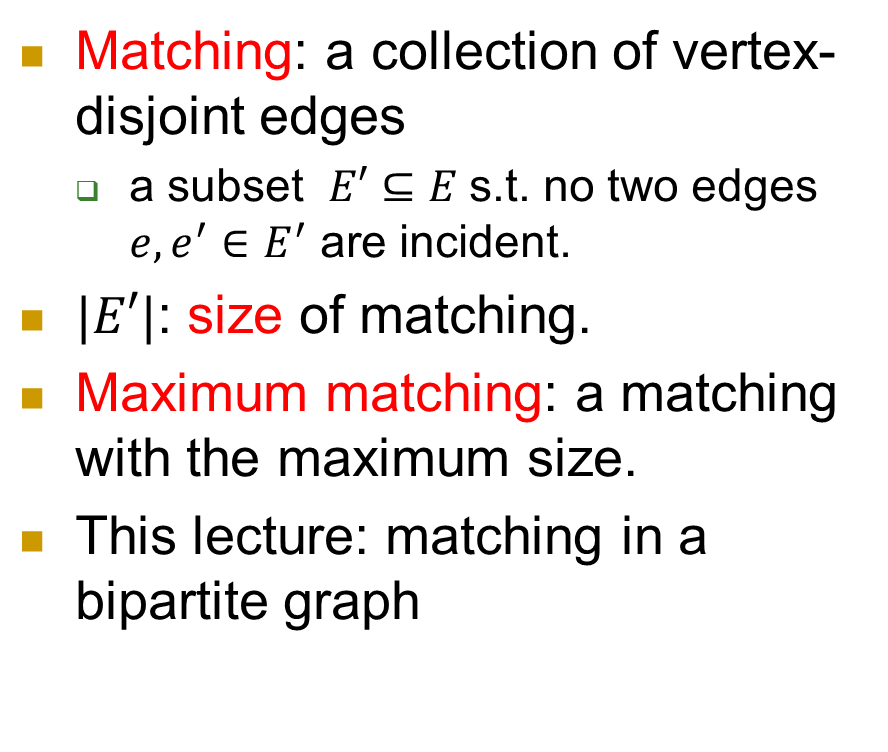 Matching: a collection of vertex-
disjoint edges
a subset E′ ⊆ E s.t. no two edges
e, e′ ∈ E′ are incident.
|E′|: size of matching.
Maximum matching: a matching
with the maximum size.
This lecture: matching in a
bipartite graph